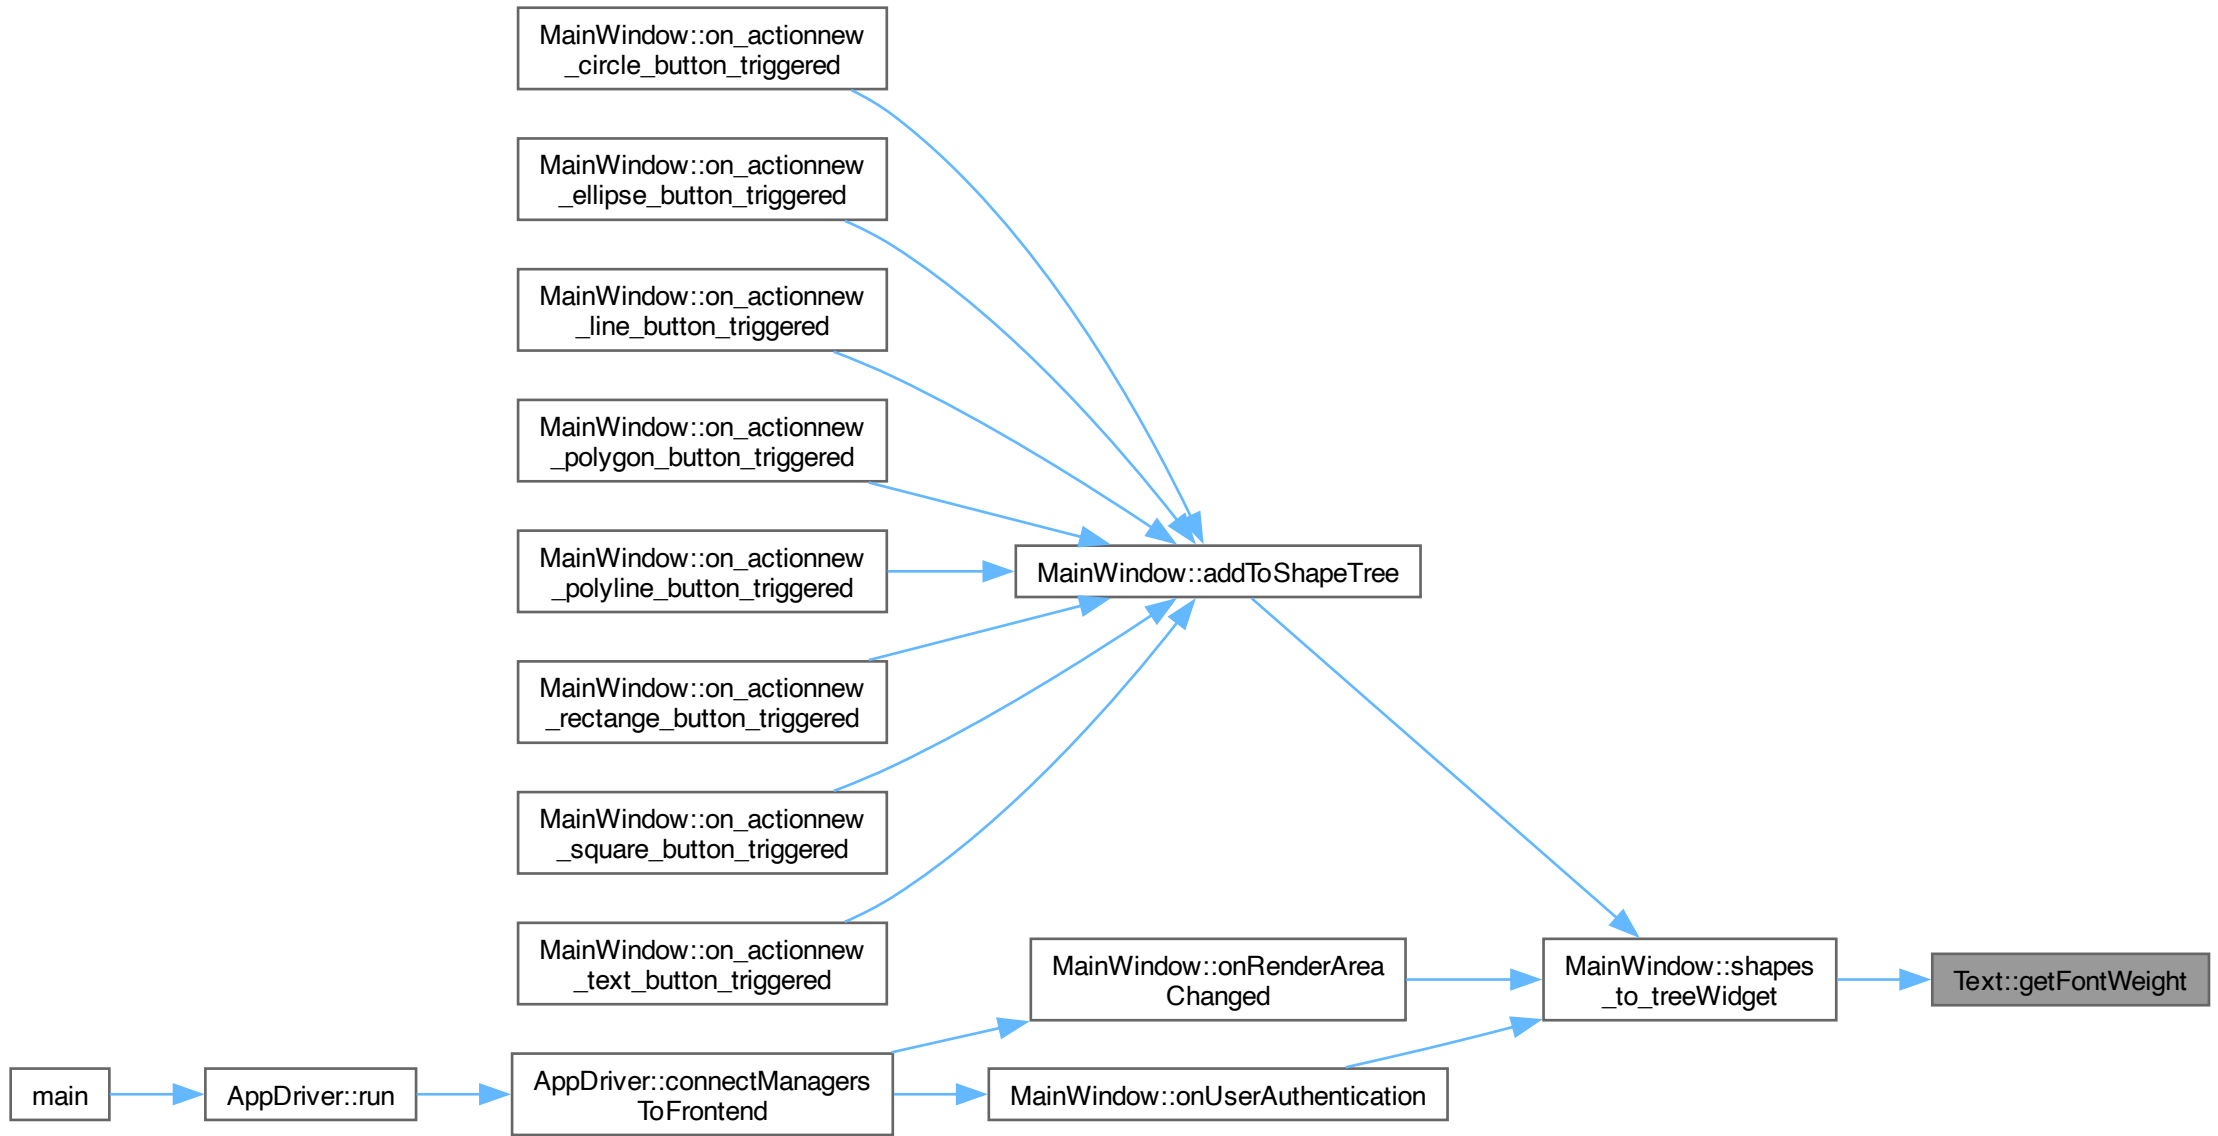 MainWindow::on_actionnew
_circle_button_triggered
MainWindow::on_actionnew
_ellipse_button_triggered
MainWindow::on_actionnew
_line_button_triggered
MainWindow::on_actionnew
_polygon_button_triggered
MainWindow::on_actionnew
_polyline_button_triggered
MainWindow::addToShapeTree
MainWindow::on_actionnew
_rectange_button_triggered
MainWindow::on_actionnew
_square_button_triggered
MainWindow::on_actionnew
_text_button_triggered
MainWindow::onRenderArea
Changed
MainWindow::shapes
_to_treeWidget
Text::getFontWeight
main
AppDriver::run
AppDriver::connectManagers
ToFrontend
MainWindow::onUserAuthentication